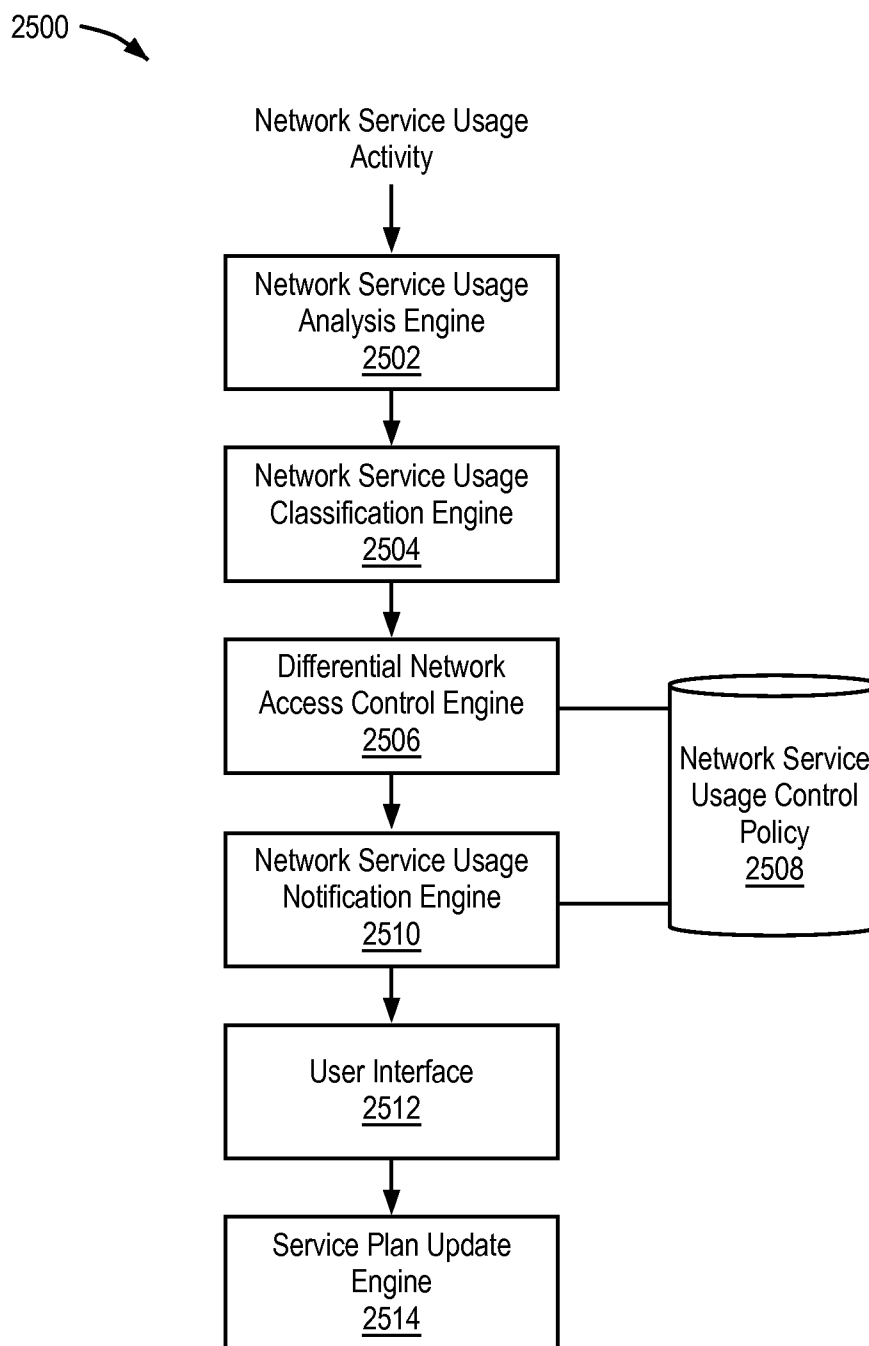 2500
Network Service Usage
Activity
Network Service Usage
Analysis Engine
2502
Network Service Usage
Classification Engine
2504
Differential Network
Access Control Engine
2506
Network Service
Usage Control
Policy
2508
Network Service Usage
Notification Engine
2510
User Interface
2512
Service Plan Update
Engine
2514